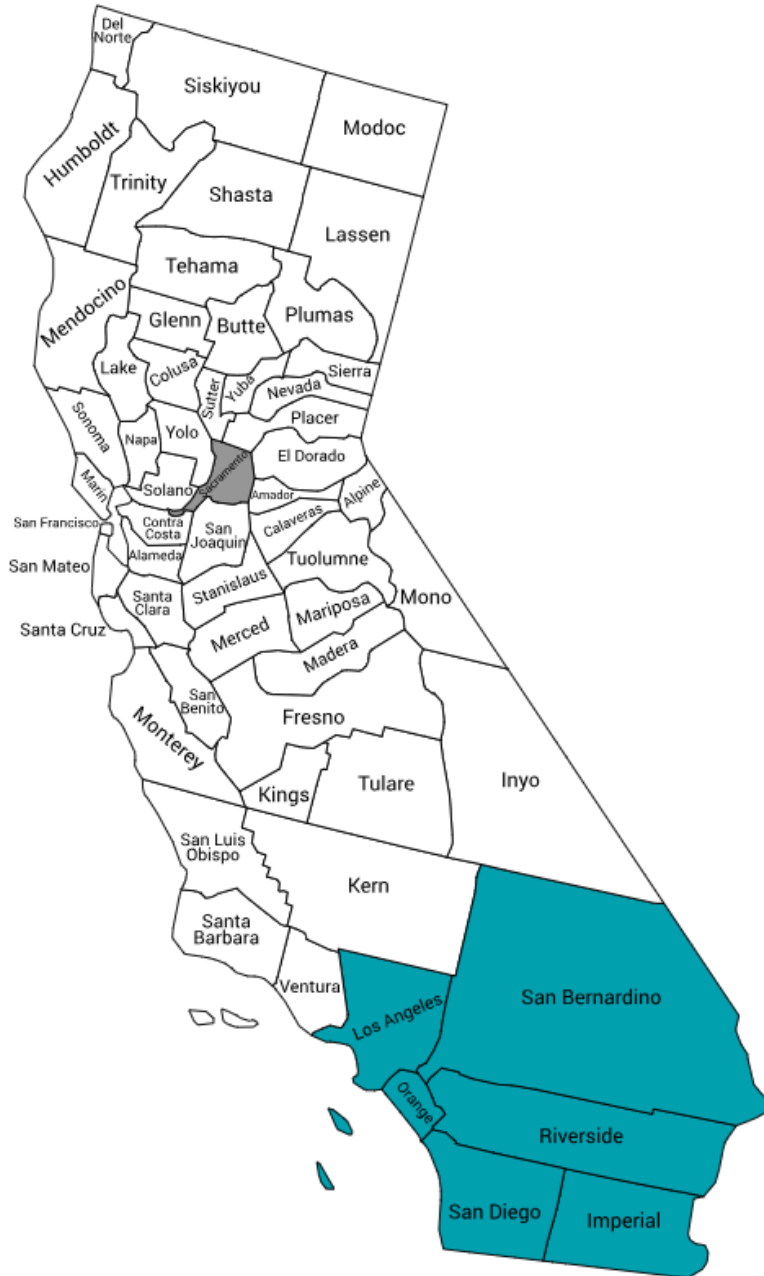 Del
Norte
Siskiyou
Modoc
Humboldt
Trinity
Shasta
Lassen
Tehama
Mendocino
Glenn
Butte
Plumas
Lake
Colusa
Sutter
Yuba
Sierra
Nevada
Placer
Sonoma
Napa
Yolo
El Dorado
Sacramento
Marin
Solano
Amador
Alpine
San Francisco
Contra
Costa
San
Joaquin
Calaveras
Alameda
Tuolumne
San Mateo
Stanislaus
Mono
Santa
Clara
Mariposa
Santa Cruz
Merced
Madera
San
Benito
Fresno
Monterey
Kings
Tulare
Inyo
San Luis
Obispo
Kern
Santa
Barbara
Ventura
Los Angeles
San Bernardino
Orange
Riverside
San Diego
Imperial